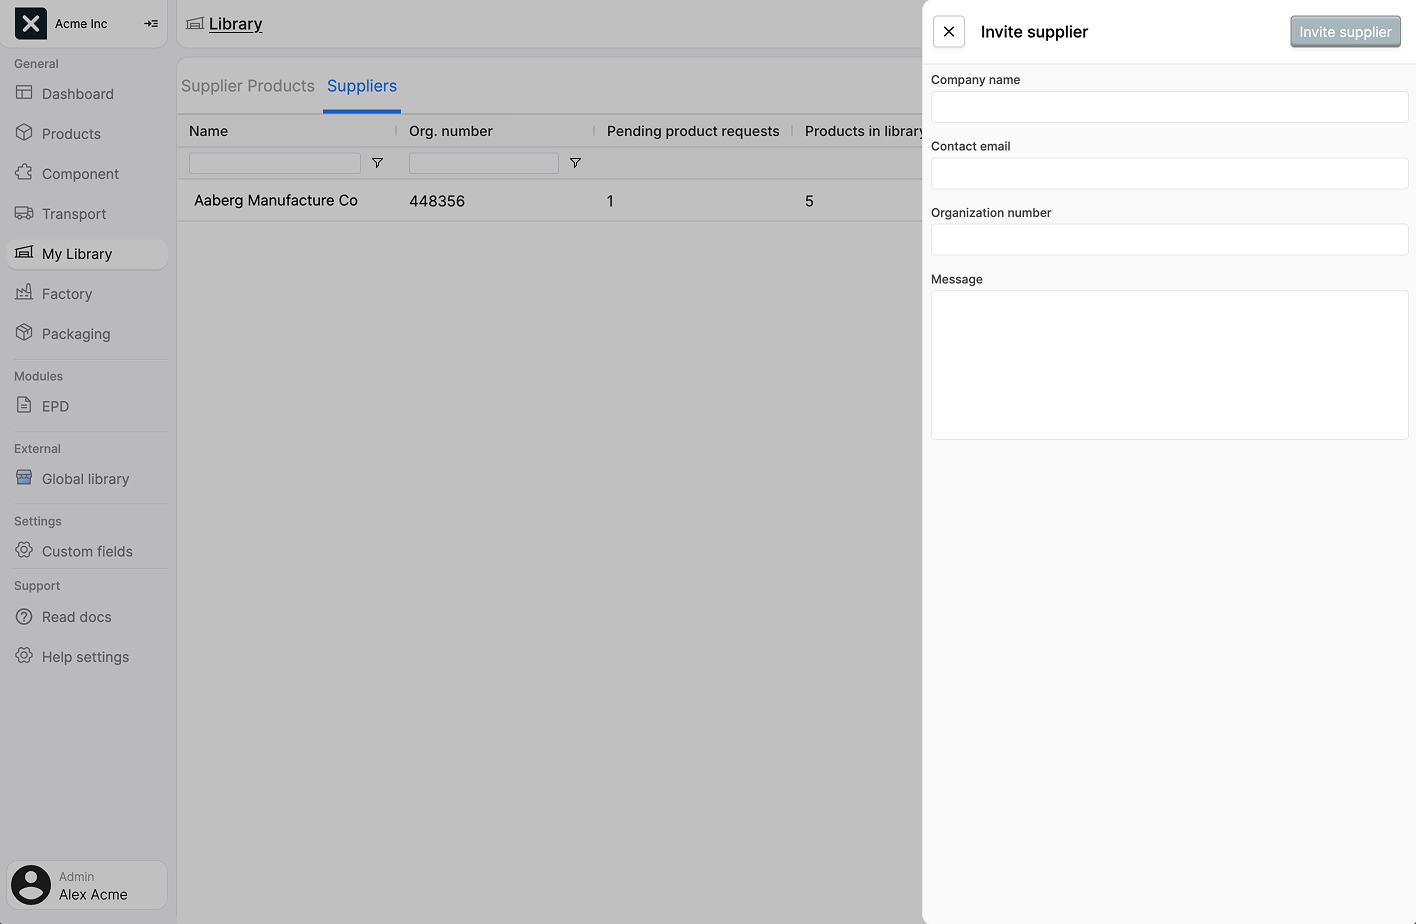 Acme Inc
General
Dashboard
Products
Component
Transport
My Library
Factory
Packaging
Modules
EPD
External
Global library
Settings
Custom fields
Support
Read docs
Help settings
Admin
Alex Acme
Library
Supplier Products Suppliers
Name Org. number Pending product requests Products in library
Aaberg Manufacture Co 448356 1 5
Invite supplier Invite supplier
Company name
Contact email
Organization number
Message